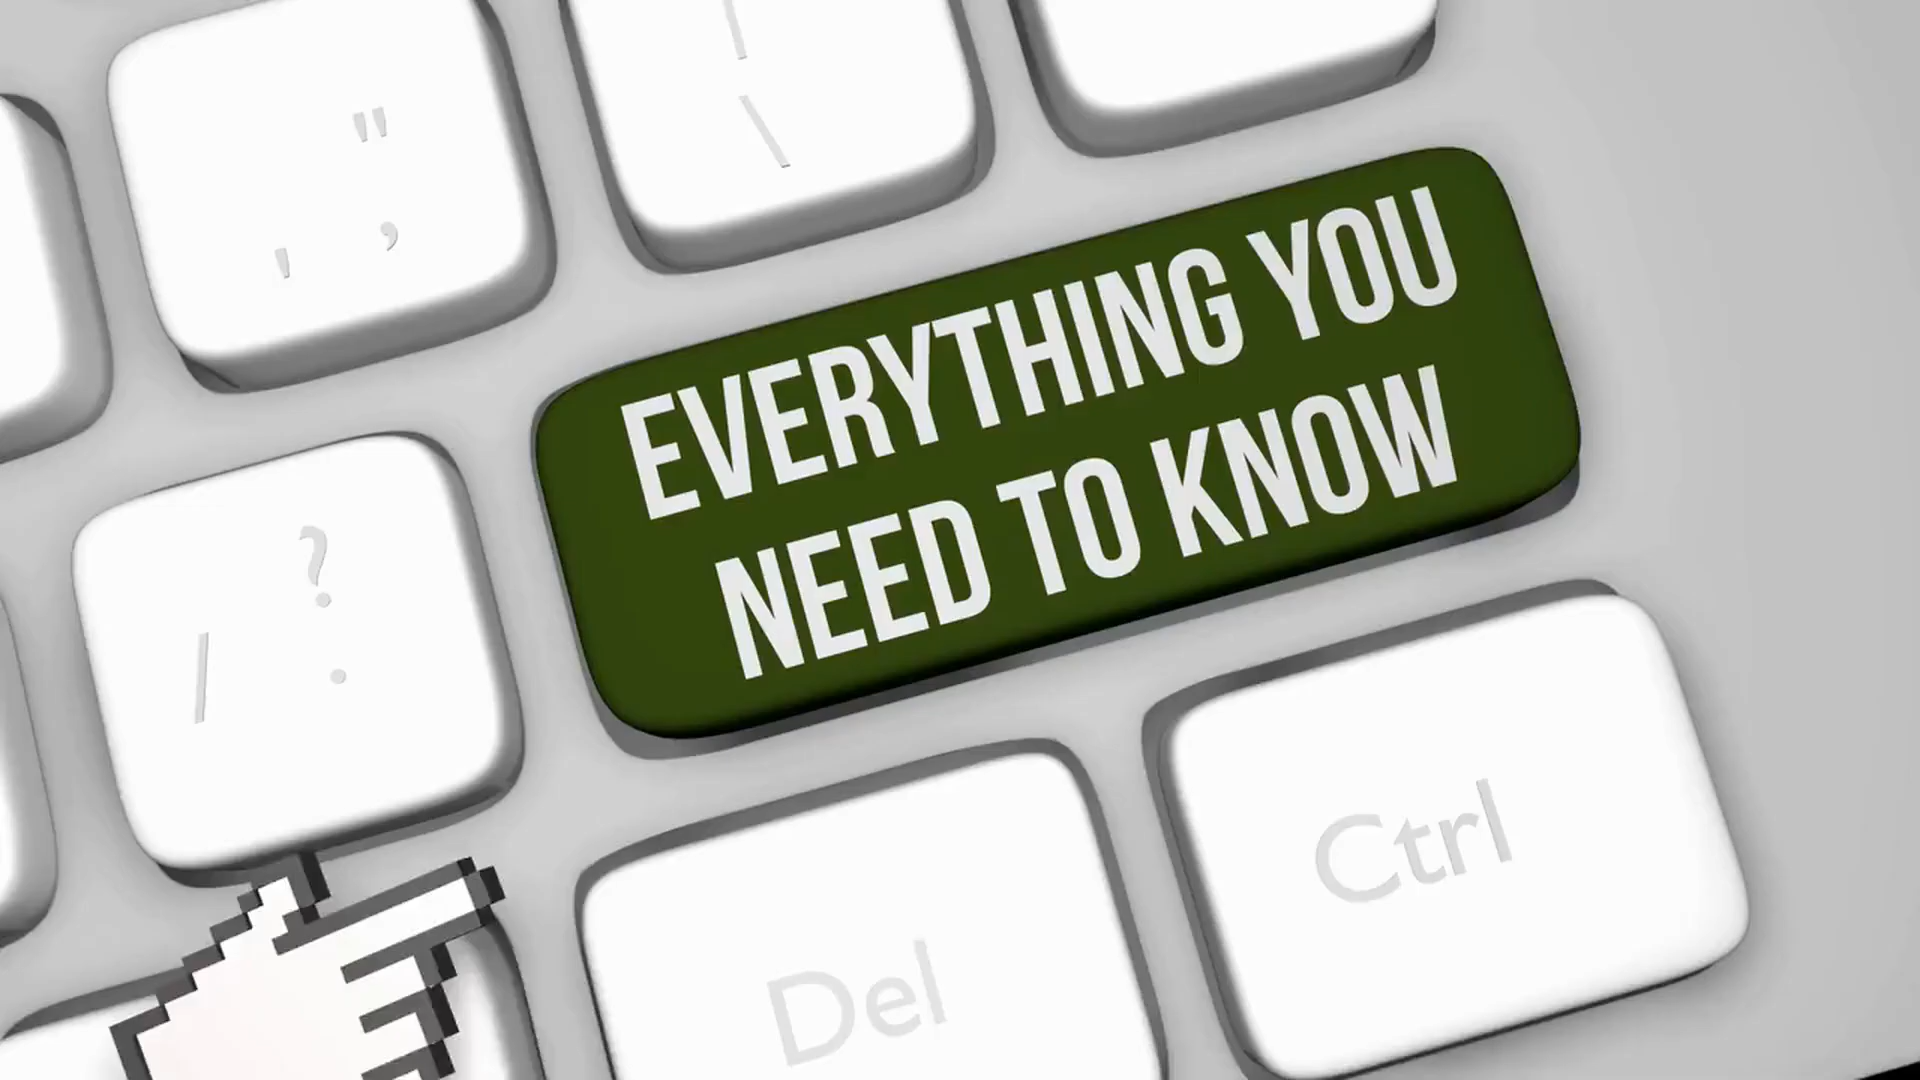 "
' ,
|
\
EVERYTHING YOU
NEED TO KNOW
?
/ .
Del
Ctrl